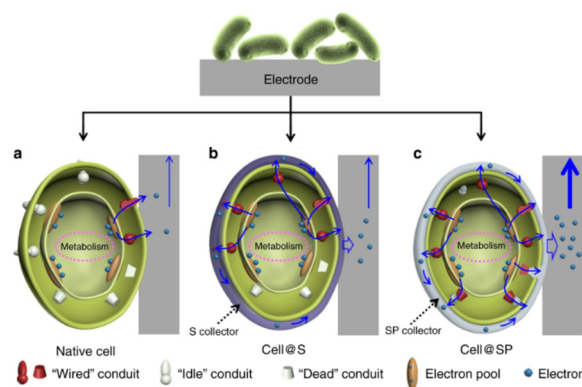 Electrode
a
b
c
Metabolism
Metabolism
Metabolism
S collector
SP collector
Native cell
Cell@S
Cell@SP
"Wired" conduit
"Idle" conduit
"Dead" conduit
Electron pool
Electron